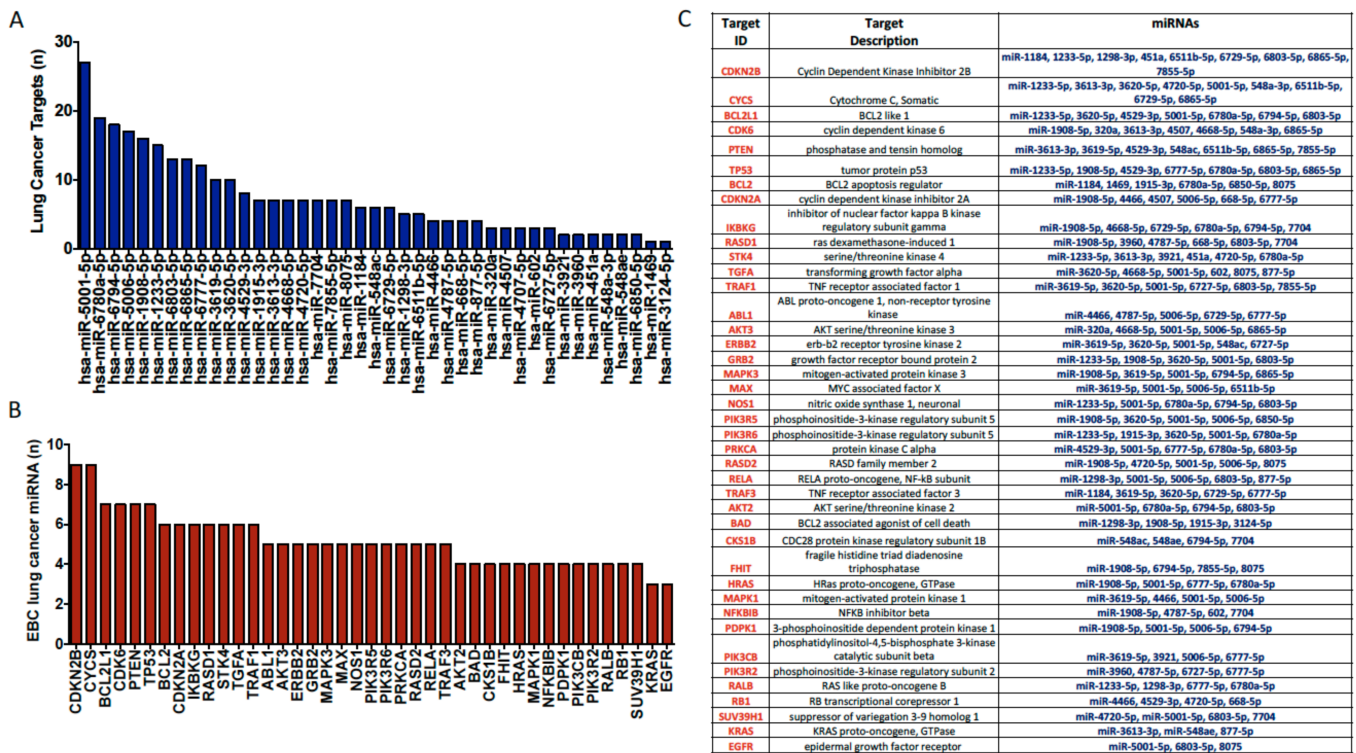 A
Lung Cancer Targets (n)
30
20
10
0
hsa-miR-5001-5p
hsa-miR-6780a-5p
hsa-miR-6794-5p
hsa-miR-5006-5p
hsa-miR-1908-5p
hsa-miR-1233-5p
hsa-miR-6803-5p
hsa-miR-6865-5p
hsa-miR-6777-5p
hsa-miR-3619-5p
hsa-miR-3620-5p
hsa-miR-4529-3p
hsa-miR-1915-3p
hsa-miR-3613-3p
hsa-miR-4668-5p
hsa-miR-4720-5p
hsa-miR-7704
hsa-miR-7855-5p
hsa-miR-8075
hsa-miR-1184
hsa-miR-548ac
hsa-miR-6729-5p
hsa-miR-1298-3p
hsa-miR-6511b-5p
hsa-miR-4466
hsa-miR-4787-5p
hsa-miR-668-5p
hsa-miR-877-5p
hsa-miR-320a
hsa-miR-4507
hsa-miR-4707-5p
hsa-miR-602
hsa-miR-6727-5p
hsa-miR-3921
hsa-miR-3960
hsa-miR-451a
hsa-miR-548a-3p
hsa-miR-548ae
hsa-miR-6850-5p
hsa-miR-1469
hsa-miR-3124-5p
B
EBC lung cancer miRNA (n)
10
8
6
4
2
0
CDKN2B
CYCS
BCL2L1
CDK6
PTEN
TP53
BCL2
CDKN2A
IKBKG
RASD1
STK4
TGFA
TRAF1
ABL1
AKT3
ERBB2
GRB2
MAPK3
MAX
NOS1
PIK3R5
PIK3R6
PRKCA
RASD2
RELA
TRAF3
AKT2
BAD
CKS1B
FHIT
HRAS
MAPK1
NFKBIB
PDPK1
PIK3CB
PIK3R2
RALB
RB1
SUV39H1
KRAS
EGFR
C
Target ID Target Description miRNAs
CDKN2B Cyclin Dependent Kinase Inhibitor 2B miR-1184, 1233-5p, 1298-3p, 451a, 6511b-5p, 6729-5p, 6803-5p, 6865-5p,
7855-5p
CYCS Cytochrome C, Somatic miR-1233-5p, 3613-3p, 3620-5p, 4720-5p, 5001-5p, 548a-3p, 6511b-5p,
6729-5p, 6865-5p
BCL2L1 BCL2 like 1 miR-1233-5p, 3620-5p, 4529-3p, 5001-5p, 6780a-5p, 6794-5p, 6803-5p
CDK6 cyclin dependent kinase 6 miR-1908-5p, 320a, 3613-3p, 4507, 4668-5p, 548a-3p, 6865-5p
PTEN phosphatase and tensin homolog miR-3613-3p, 3619-5p, 4529-3p, 548ac, 6511b-5p, 6865-5p, 7855-5p
TP53 tumor protein p53 miR-1233-5p, 1908-5p, 4529-3p, 6777-5p, 6780a-5p, 6803-5p, 6865-5p
BCL2 BCL2 apoptosis regulator miR-1184, 1469, 1915-3p, 6780a-5p, 6850-5p, 8075
CDKN2A cyclin dependent kinase inhibitor 2A miR-1908-5p, 4466, 4507, 5006-5p, 668-5p, 6777-5p
IKBKG inhibitor of nuclear factor kappa B kinase
regulatory subunit gamma miR-1908-5p, 4668-5p, 6729-5p, 6780a-5p, 6794-5p, 7704
RASD1 ras dexamethasone-induced 1 miR-1908-5p, 3960, 4787-5p, 668-5p, 6803-5p, 7704
STK4 serine/threonine kinase 4 miR-1233-5p, 3613-3p, 3921, 451a, 4720-5p, 6780a-5p
TGFA transforming growth factor alpha miR-3620-5p, 4668-5p, 5001-5p, 602, 8075, 877-5p
TRAF1 TNF receptor associated factor 1 miR-3619-5p, 3620-5p, 5001-5p, 6727-5p, 6803-5p, 7855-5p
ABL1 ABL proto-oncogene 1, non-receptor tyrosine
kinase miR-4466, 4787-5p, 5006-5p, 6729-5p, 6777-5p
AKT3 AKT serine/threonine kinase 3 miR-320a, 4668-5p, 5001-5p, 5006-5p, 6865-5p
ERBB2 erb-b2 receptor tyrosine kinase 2 miR-3619-5p, 3620-5p, 5001-5p, 548ac, 6727-5p
GRB2 growth factor receptor bound protein 2 miR-1233-5p, 1908-5p, 3620-5p, 5001-5p, 6803-5p
MAPK3 mitogen-activated protein kinase 3 miR-1908-5p, 3619-5p, 5001-5p, 6794-5p, 6865-5p
MAX MYC associated factor X miR-3619-5p, 5001-5p, 5006-5p, 6511b-5p
NOS1 nitric oxide synthase 1, neuronal miR-1233-5p, 5001-5p, 6780a-5p, 6794-5p, 6803-5p
PIK3R5 phosphoinositide-3-kinase regulatory subunit 5 miR-1908-5p, 3620-5p, 5001-5p, 5006-5p, 6850-5p
PIK3R6 phosphoinositide-3-kinase regulatory subunit 5 miR-1233-5p, 1915-3p, 3620-5p, 5001-5p, 6780a-5p
PRKCA protein kinase C alpha miR-4529-3p, 5001-5p, 6777-5p, 6780a-5p, 6803-5p
RASD2 RASD family member 2 miR-1908-5p, 4720-5p, 5001-5p, 5006-5p, 8075
RELA RELA proto-oncogene, NF-kB subunit miR-1298-3p, 5001-5p, 5006-5p, 6803-5p, 877-5p
TRAF3 TNF receptor associated factor 3 miR-1184, 3619-5p, 3620-5p, 6729-5p, 6777-5p
AKT2 AKT serine/threonine kinase 2 miR-5001-5p, 6780a-5p, 6794-5p, 6803-5p
BAD BCL2 associated agonist of cell death miR-1298-3p, 1908-5p, 1915-3p, 3124-5p
CKS1B CDC28 protein kinase regulatory subunit 1B miR-548ac, 548ae, 6794-5p, 7704
FHIT fragile histidine triad diadenosine
triphosphatase miR-1908-5p, 6794-5p, 7855-5p, 8075
HRAS HRas proto-oncogene, GTPase miR-1908-5p, 5001-5p, 6777-5p, 6780a-5p
MAPK1 mitogen-activated protein kinase 1 miR-3619-5p, 4466, 5001-5p, 5006-5p
NFKBIB NFKB inhibitor beta miR-1908-5p, 4787-5p, 602, 7704
PDPK1 3-phosphoinositide dependent protein kinase 1 miR-1908-5p, 5001-5p, 5006-5p, 6794-5p
PIK3CB phosphatidylinositol-4,5-bisphosphate 3-kinase
catalytic subunit beta miR-3619-5p, 3921, 5006-5p, 6777-5p
PIK3R2 phosphoinositide-3-kinase regulatory subunit 2 miR-3960, 4787-5p, 6727-5p, 6777-5p
RALB RAS like proto-oncogene B miR-1233-5p, 1298-3p, 6777-5p, 6780a-5p
RB1 RB transcriptional corepressor 1 miR-4466, 4529-3p, 4720-5p, 668-5p
SUV39H1 suppressor of variegation 3-9 homolog 1 miR-4720-5p, miR-5001-5p, 6803-5p, 7704
KRAS KRAS proto-oncogene, GTPase miR-3613-3p, miR-548ae, 877-5p
EGFR epidermal growth factor receptor miR-5001-5p, 6803-5p, 8075